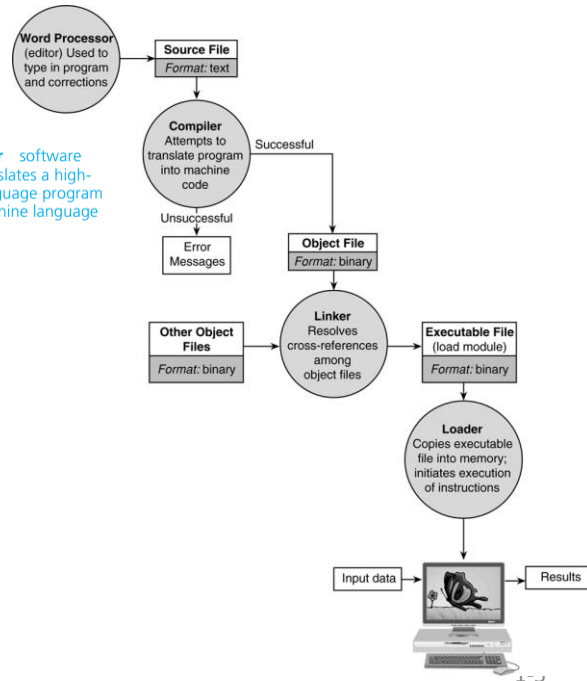 Word Processor
(editor) Used to
type in program
and corrections
Source File
Format: text
Compiler
Attempts to
translate program
into machine
code
Successful
software
slates a high-
guage program
hine language
Unsuccessful
Error
Messages
Object File
Format: binary
Other Object
Files
Format: binary
Linker
Resolves
cross-references
among
object files
Executable File
(load module)
Format: binary
Loader
Copies executable
file into memory;
initiates execution
of instructions
Input data
Results